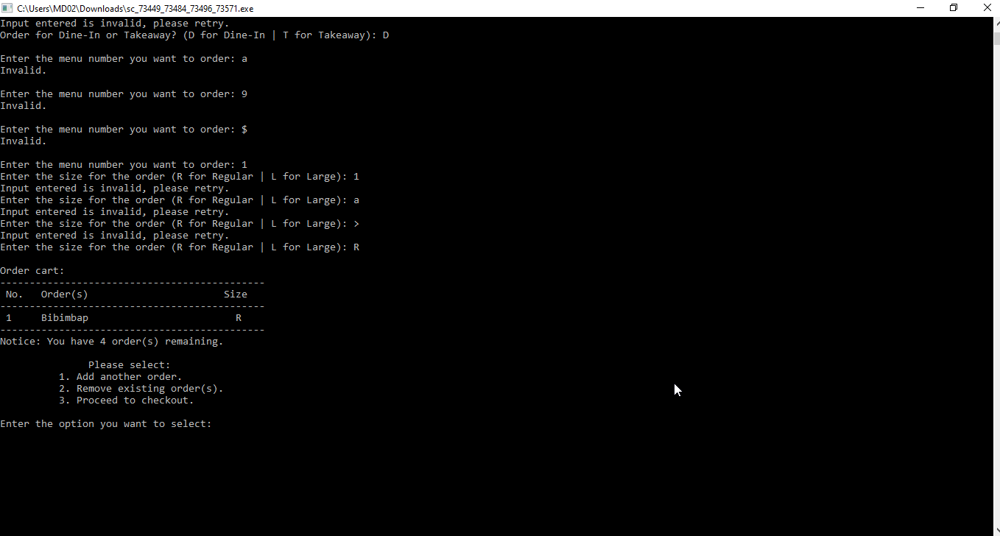 C:\Users\MD02\Downloads\sc_73449_73484_73496_73571.exe
Input entered is invalid, please retry.
Order for Dine-In or Takeaway? (D for Dine-In | T for Takeaway): D
Enter the menu number you want to order: a
Invalid.
Enter the menu number you want to order: 9
Invalid.
Enter the menu number you want to order: $
Invalid.
Enter the menu number you want to order: 1
Enter the size for the order (R for Regular | L for Large): 1
Input entered is invalid, please retry.
Enter the size for the order (R for Regular | L for Large): a
Input entered is invalid, please retry.
Enter the size for the order (R for Regular | L for Large): >
Input entered is invalid, please retry.
Enter the size for the order (R for Regular | L for Large): R
Order cart:
---------------------------------------------
No. Order(s) Size
---------------------------------------------
1 Bibimbap R
---------------------------------------------
Notice: You have 4 order(s) remaining.
Please select:
1. Add another order.
2. Remove existing order(s).
3. Proceed to checkout.
Enter the option you want to select: